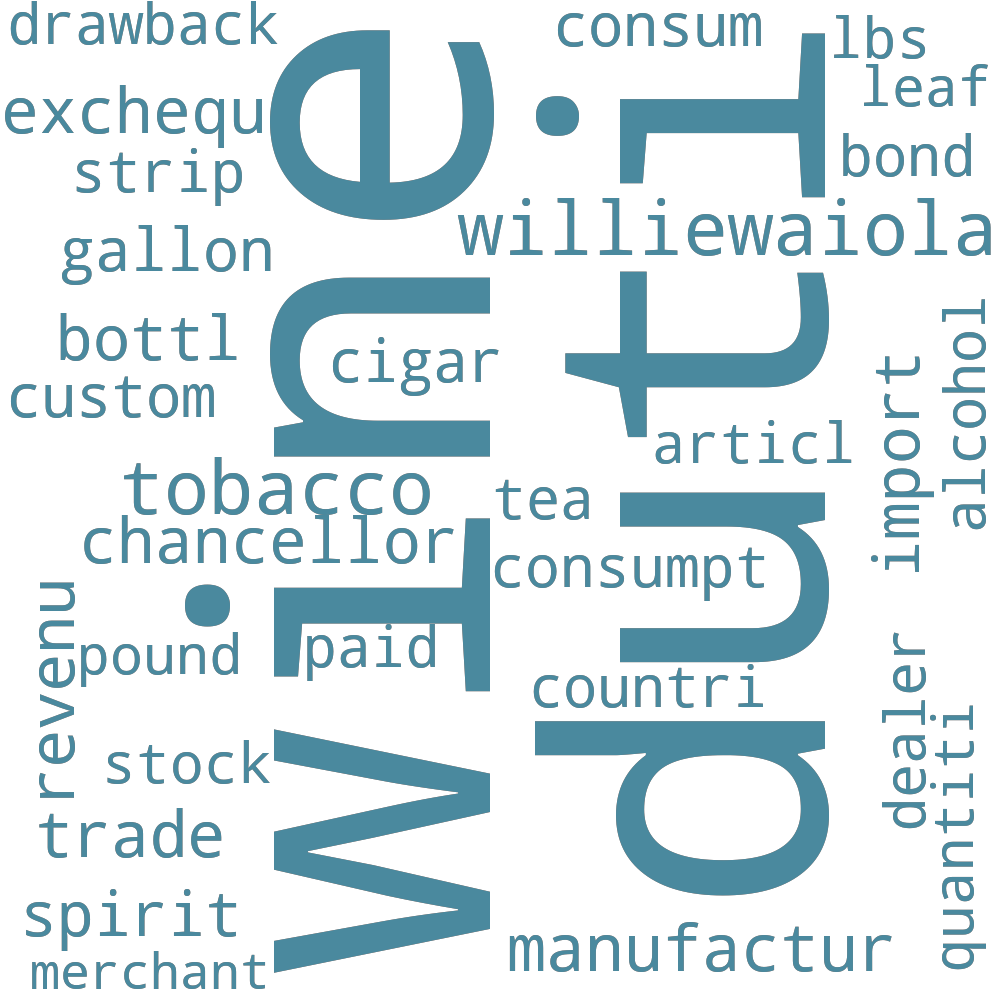 drawback
consum
lbs
leaf
exchequ
strip
bond
williewaiola
gallon
bottl
cigar
custom
articl
import
alcohol
tobacco
tea
chancellor
consumpt
wine
duti
revenu
pound
paid
countri
dealer
quantiti
stock
trade
spirit
manufactur
merchant